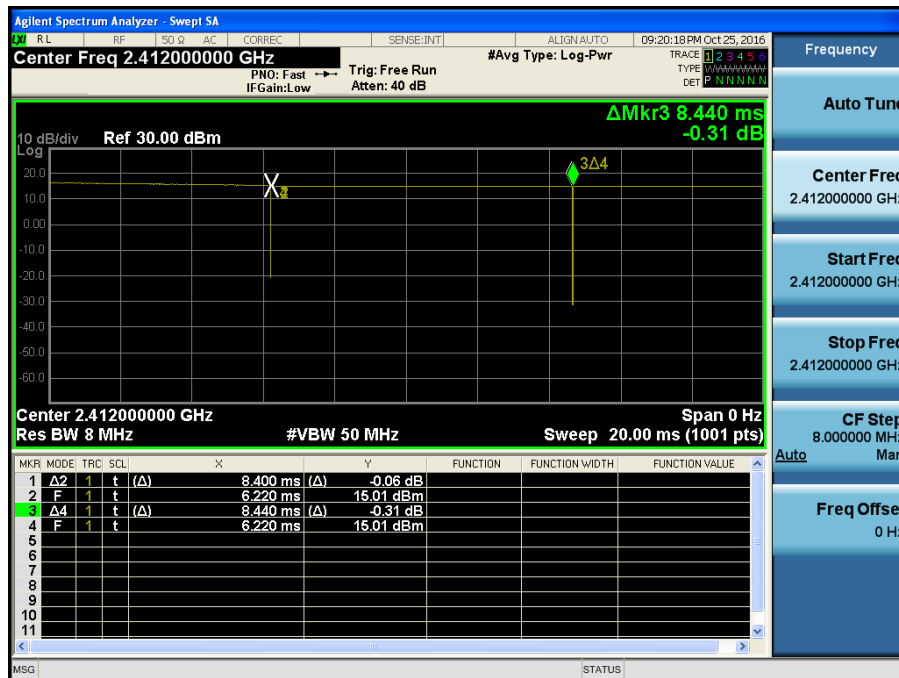 Agilent Spectrum Analyzer - Swept SA
LXI RL RF 50 Ω AC CORREC SENSE:INT ALIGN AUTO 09:20:18 PM Oct 25, 2016
Center Freq 2.412000000 GHz
#Avg Type: Log-Pwr
TRACE 1 2 3 4 5 6
PNO: Fast Trig: Free Run
TYPE
IFGain:Low Atten: 40 dB
DET P N N N N N
ΔMkr3 8.440 ms
-0.31 dB
10 dB/div Ref 30.00 dBm
Log
20.0
10.0
0.00
-10.0
-20.0
-30.0
-40.0
-50.0
-60.0
3Δ4
Center 2.412000000 GHz Span 0 Hz
Res BW 8 MHz #VBW 50 MHz Sweep 20.00 ms (1001 pts)
MKR MODE TRC SCL X Y FUNCTION FUNCTION WIDTH FUNCTION VALUE
1 Δ2 1 t (Δ) 8.400 ms (Δ) -0.06 dB
2 F 1 t 6.220 ms 15.01 dBm
3 Δ4 1 t (Δ) 8.440 ms (Δ) -0.31 dB
4 F 1 t 6.220 ms 15.01 dBm
5
6
7
8
9
10
11
MSG STATUS
Frequency
Auto Tune
Center Freq
2.412000000 GHz
Start Freq
2.412000000 GHz
Stop Freq
2.412000000 GHz
CF Step
8.000000 MHz
Auto Man
Freq Offset
0 Hz